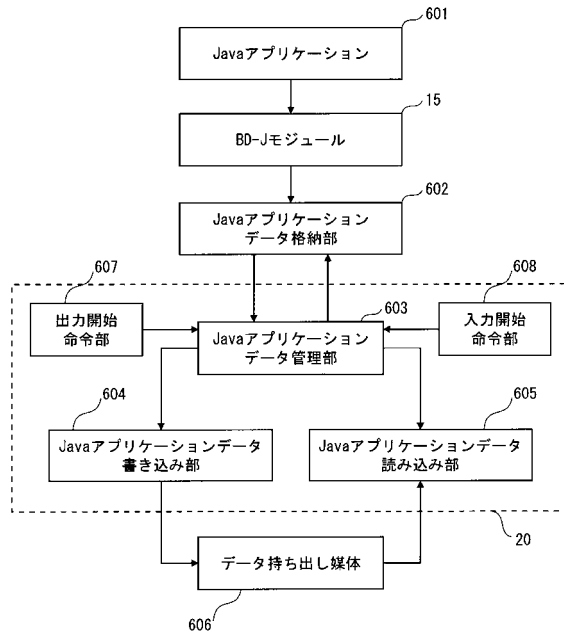 601
Javaアプリケーション
15
BD-Jモジュール
602
Javaアプリケーション
データ格納部
607
608
出力開始
命令部
603
Javaアプリケーション
データ管理部
入力開始
命令部
604
605
Javaアプリケーションデータ
書き込み部
Javaアプリケーションデータ
読み込み部
20
データ持ち出し媒体
606